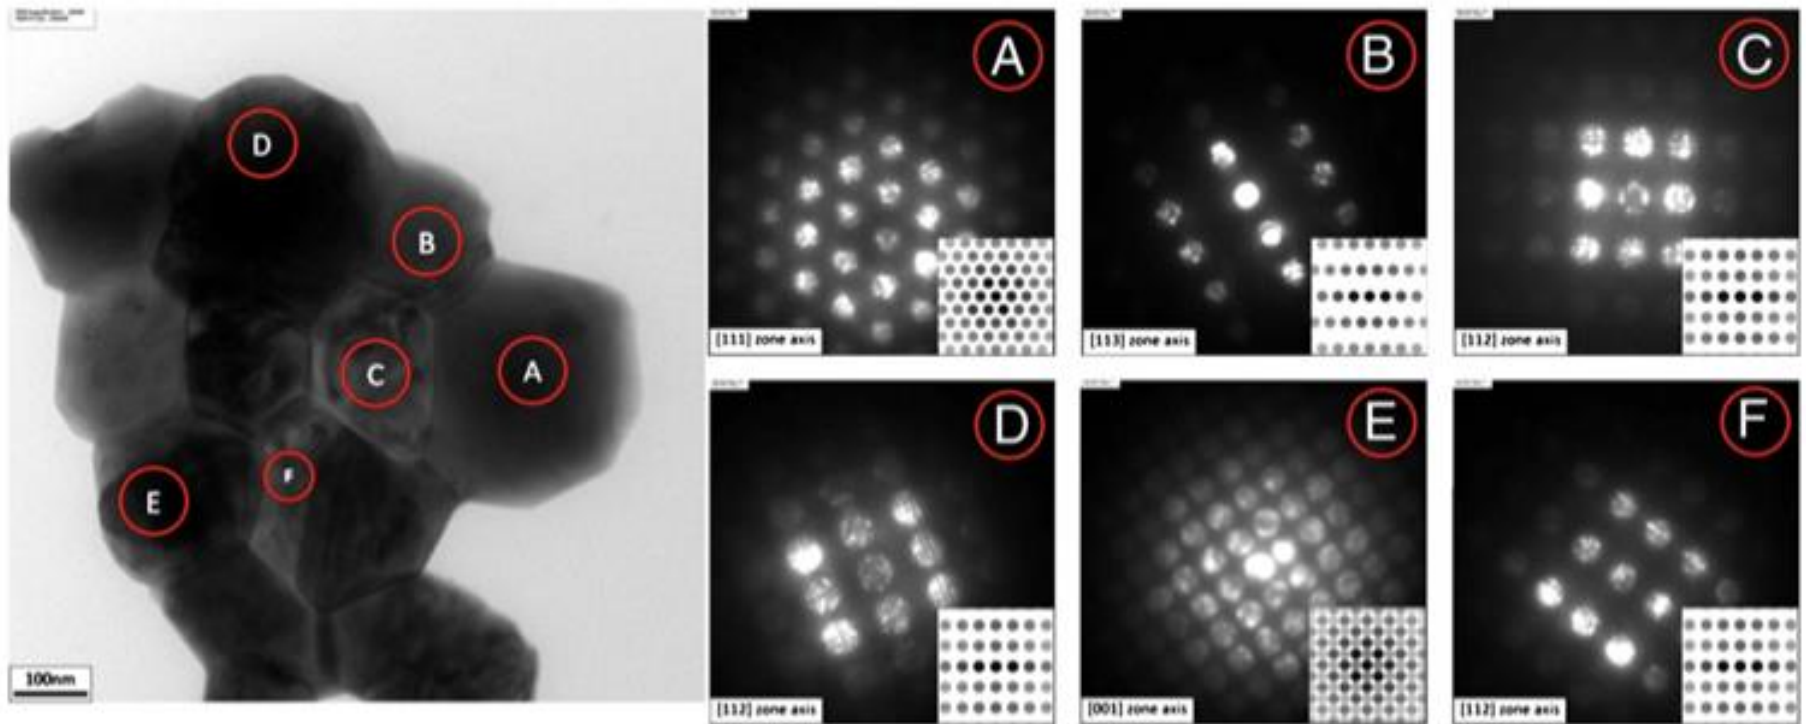 D
B
C
A
F
E
100nm
A
[111] zone axis
B
[113] zone axis
C
[112] zone axis
D
[112] zone axis
E
[001] zone axis
F
[112] zone axis